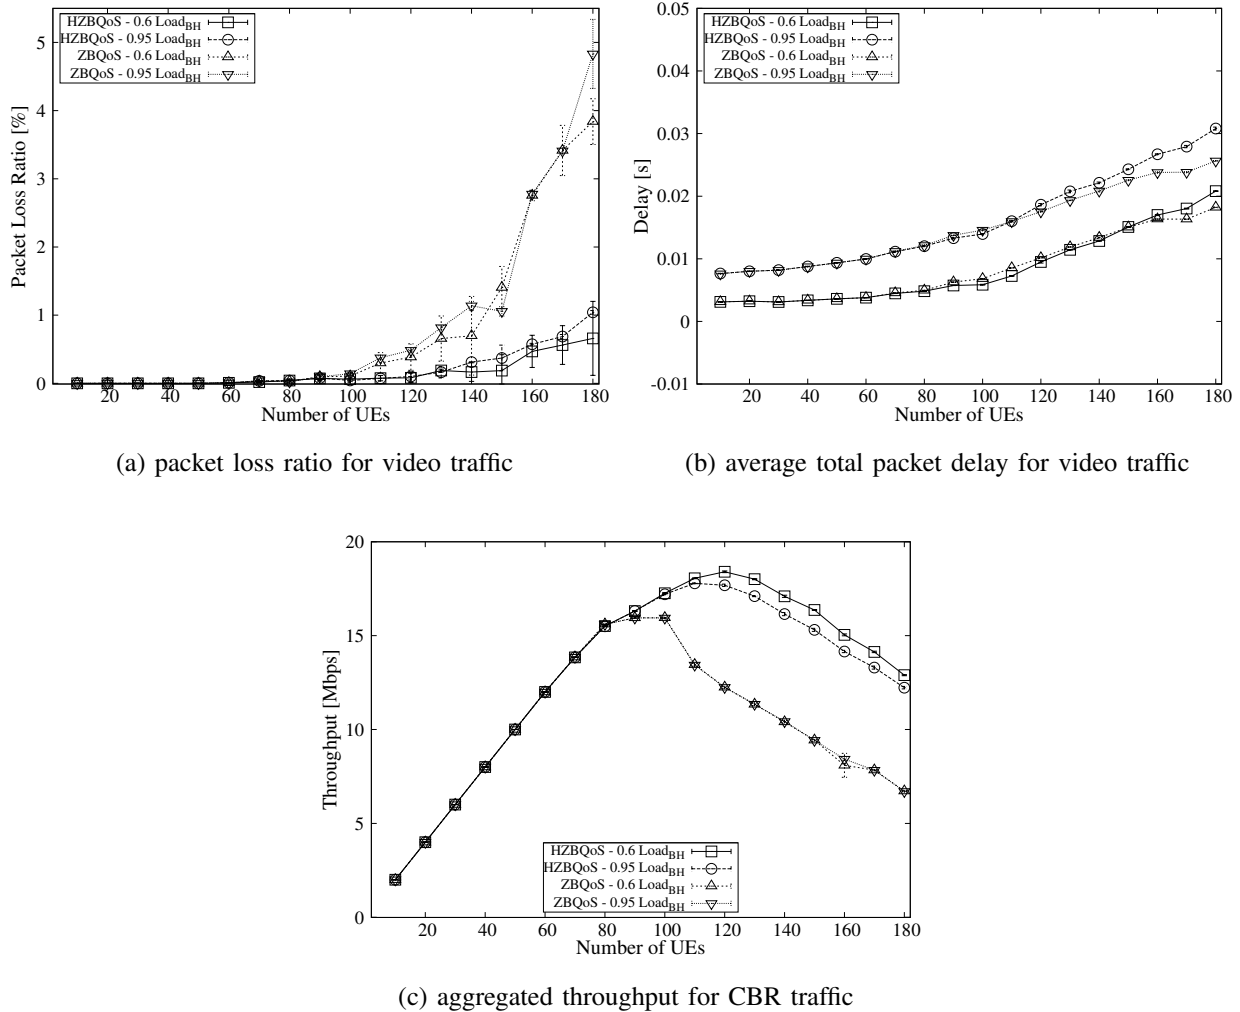 HZBQoS - 0.6 Load_BH
HZBQoS - 0.95 Load_BH
ZBQoS - 0.6 Load_BH
ZBQoS - 0.95 Load_BH
5
4
3
2
1
0
Packet Loss Ratio [%]
20 40 60 80 100 120 140 160 180
Number of UEs
(a) packet loss ratio for video traffic
HZBQoS - 0.6 Load_BH
HZBQoS - 0.95 Load_BH
ZBQoS - 0.6 Load_BH
ZBQoS - 0.95 Load_BH
0.05
0.04
0.03
0.02
0.01
0
-0.01
Delay [s]
20 40 60 80 100 120 140 160 180
Number of UEs
(b) average total packet delay for video traffic
20
15
10
5
0
Throughput [Mbps]
HZBQoS - 0.6 Load_BH
HZBQoS - 0.95 Load_BH
ZBQoS - 0.6 Load_BH
ZBQoS - 0.95 Load_BH
20 40 60 80 100 120 140 160 180
Number of UEs
(c) aggregated throughput for CBR traffic